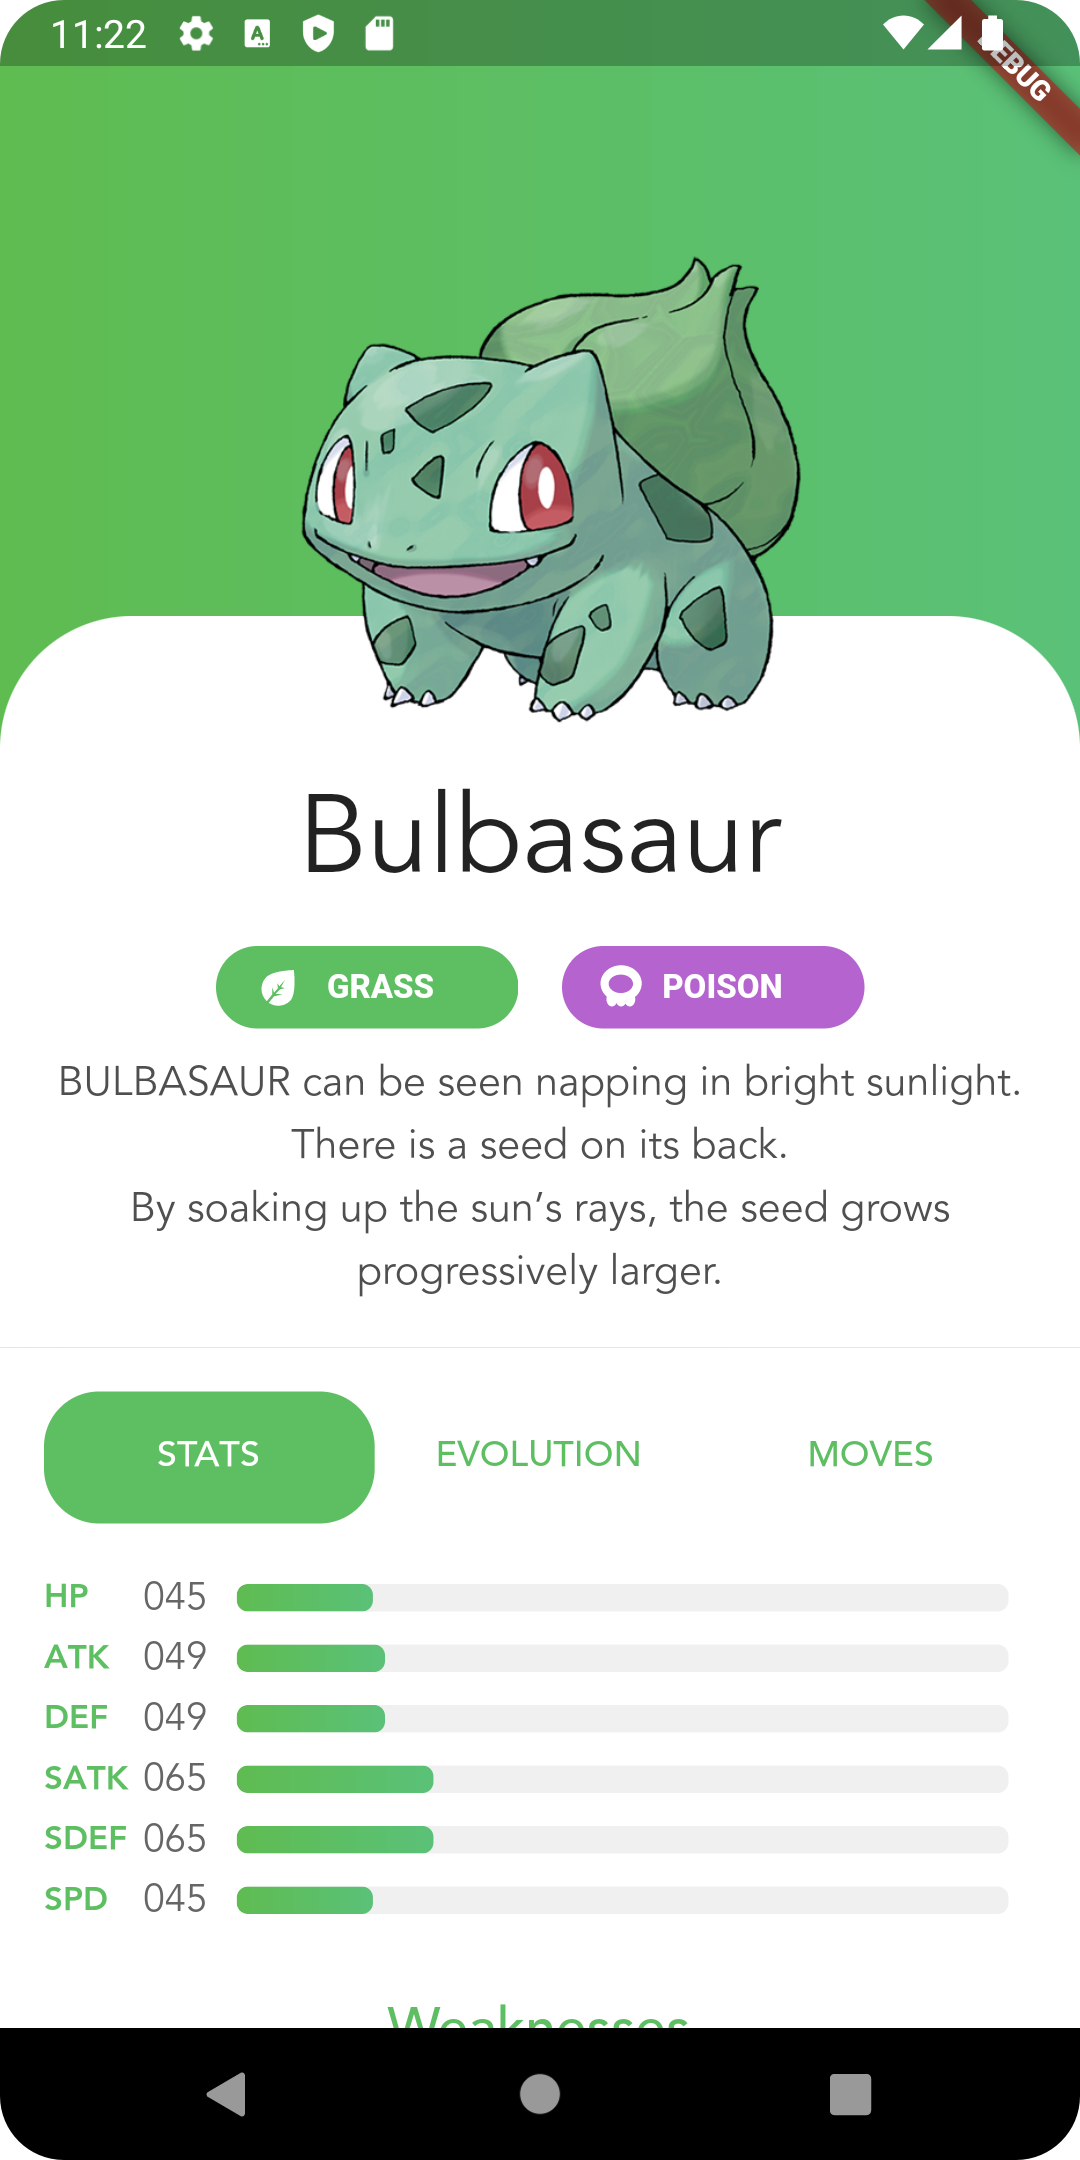 11:22
DEBUG
Bulbasaur
GRASS POISON
BULBASAUR can be seen napping in bright sunlight.
There is a seed on its back.
By soaking up the sun’s rays, the seed grows
progressively larger.
STATS EVOLUTION MOVES
HP 045
ATK 049
DEF 049
SATK 065
SDEF 065
SPD 045
Weaknesses